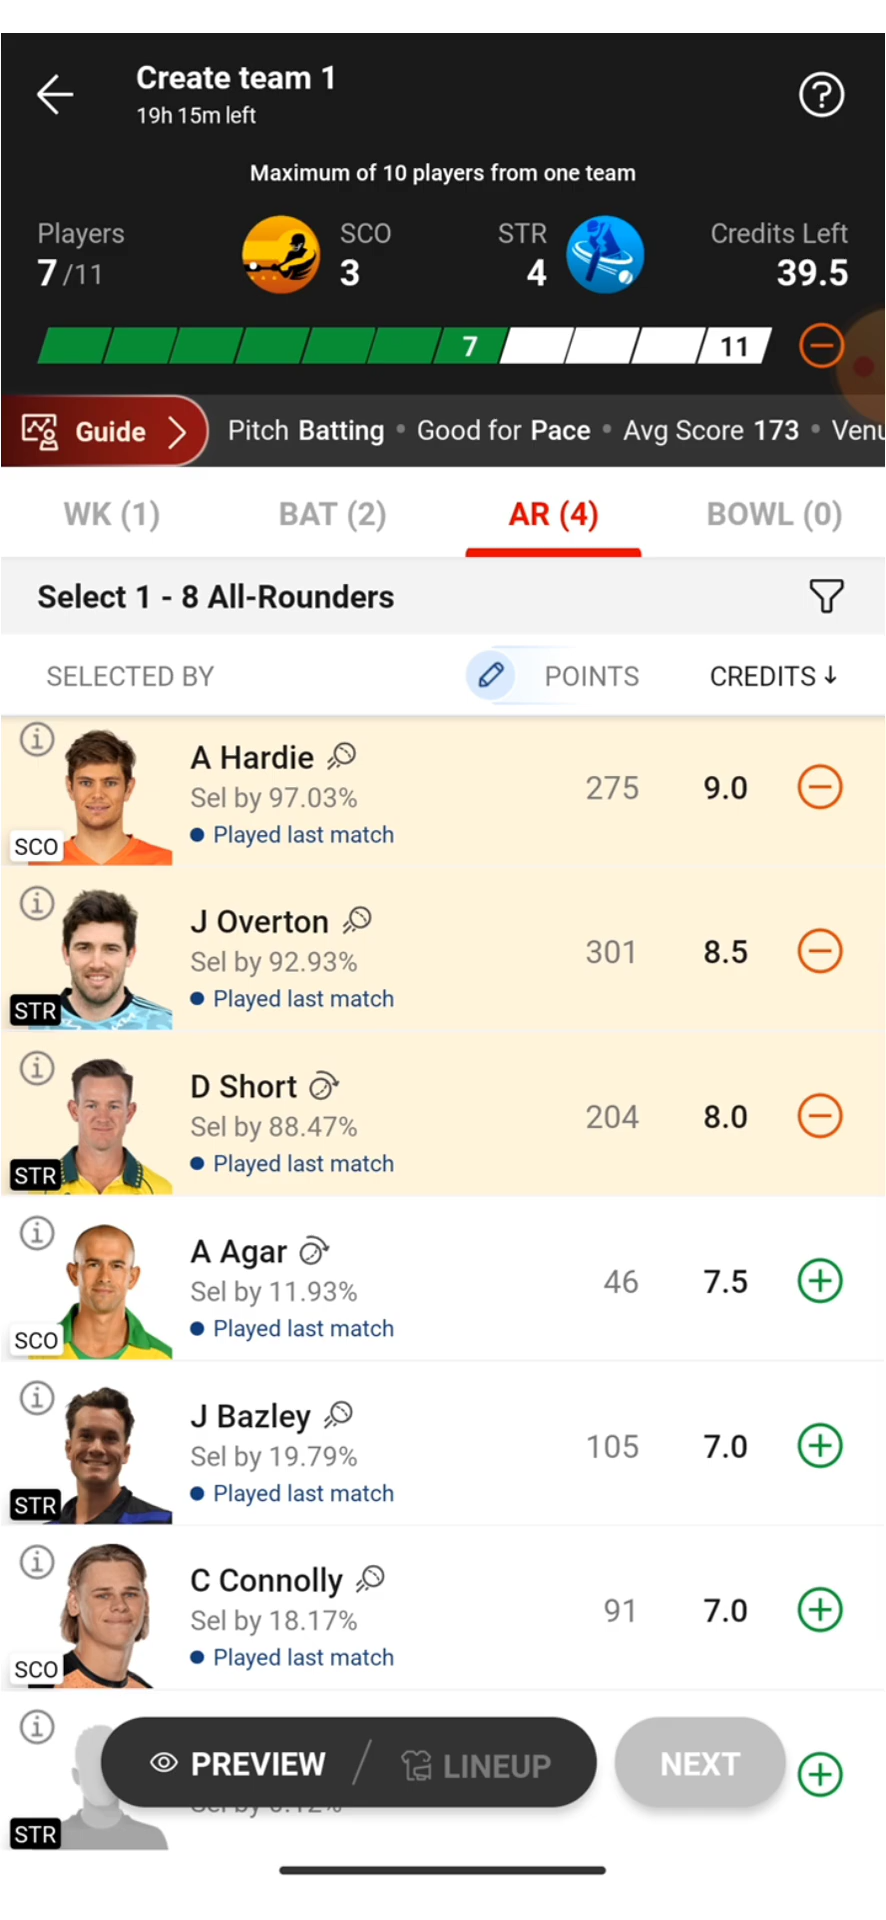 Create team 1
19h 15m left
Maximum of 10 players from one team
Players SCO STR Credits Left
7/11 3 4 39.5
7 11
Guide Pitch Batting • Good for Pace • Avg Score 173 • Venu
WK (1) BAT (2) AR (4) BOWL (0)
Select 1 - 8 All-Rounders
SELECTED BY POINTS CREDITS ↓
A Hardie
Sel by 97.03% 275 9.0
Played last match
SCO
J Overton
Sel by 92.93% 301 8.5
Played last match
STR
D Short
Sel by 88.47% 204 8.0
Played last match
STR
A Agar
Sel by 11.93% 46 7.5
Played last match
SCO
J Bazley
Sel by 19.79% 105 7.0
Played last match
STR
C Connolly
Sel by 18.17% 91 7.0
Played last match
SCO
PREVIEW / LINEUP NEXT
STR